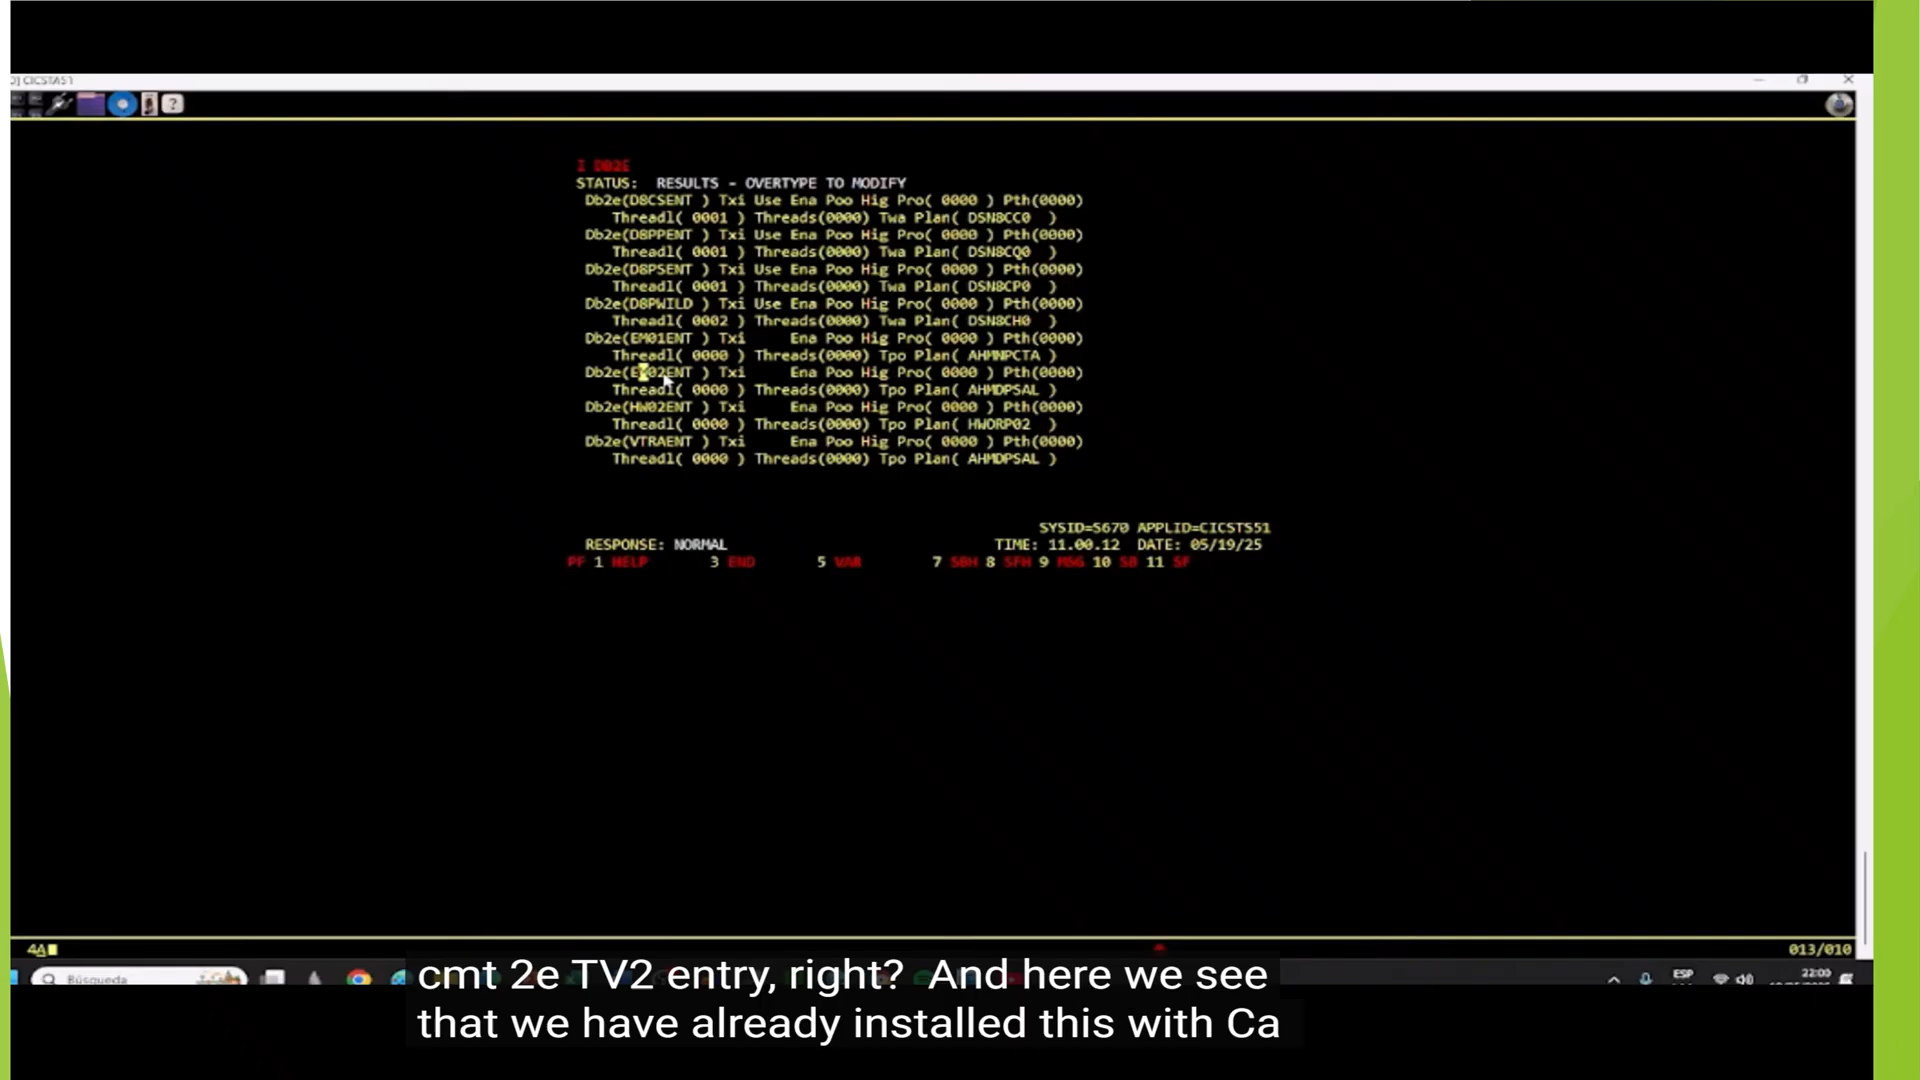 CICSTA51
I DB2E
STATUS:  RESULTS - OVERTYPE TO MODIFY
Db2e(D8CSENT ) Txi Use Ena Poo Hig Pro( 0000 ) Pth(0000)
Threadl( 0001 ) Threads(0000) Twa Plan( DSN8CC0 )
Db2e(D8PPENT ) Txi Use Ena Poo Hig Pro( 0000 ) Pth(0000)
Threadl( 0001 ) Threads(0000) Twa Plan( DSN8CQ0 )
Db2e(D8PSENT ) Txi Use Ena Poo Hig Pro( 0000 ) Pth(0000)
Threadl( 0001 ) Threads(0000) Twa Plan( DSN8CP0 )
Db2e(D8PWILD ) Txi Use Ena Poo Hig Pro( 0000 ) Pth(0000)
Threadl( 0002 ) Threads(0000) Twa Plan( DSN8CH0 )
Db2e(EM01ENT ) Txi     Ena Poo Hig Pro( 0000 ) Pth(0000)
Threadl( 0000 ) Threads(0000) Tpo Plan( AHMNPCTA )
Db2e(EM02ENT ) Txi     Ena Poo Hig Pro( 0000 ) Pth(0000)
Threadl( 0000 ) Threads(0000) Tpo Plan( AHMDPSAL )
Db2e(HW02ENT ) Txi     Ena Poo Hig Pro( 0000 ) Pth(0000)
Threadl( 0000 ) Threads(0000) Tpo Plan( HWORP02 )
Db2e(VTRAENT ) Txi     Ena Poo Hig Pro( 0000 ) Pth(0000)
Threadl( 0000 ) Threads(0000) Tpo Plan( AHMDPSAL )
SYSID=S670 APPLID=CICSTS51
RESPONSE: NORMAL TIME: 11.00.12 DATE: 05/19/25
PF 1 HELP 3 END 5 VAR 7 SBH 8 SFH 9 MSG 10 SB 11 SF
4A 013/010
Búsqueda ESP 22:00
cmt 2e TV2 entry, right?  And here we see
that we have already installed this with Ca